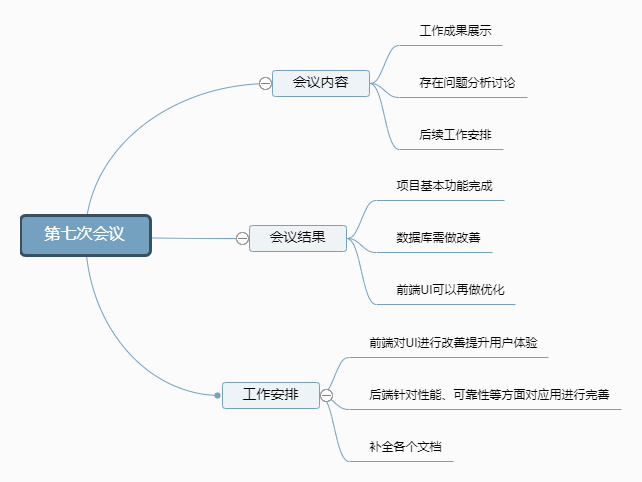 工作成果展示
会议内容
存在问题分析讨论
后续工作安排
项目基本功能完成
第七次会议
会议结果
数据库需做改善
前端UI可以再做优化
前端对UI进行改善提升用户体验
工作安排
后端针对性能、可靠性等方面对应用进行完善
补全各个文档